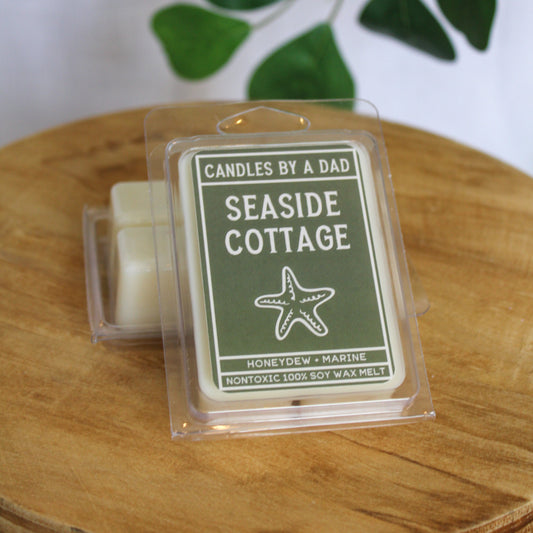 CANDLES BY A DAD
SEASIDE
COTTAGE
HONEYDEW + MARINE
NONTOXIC 100% SOY WAX MELT